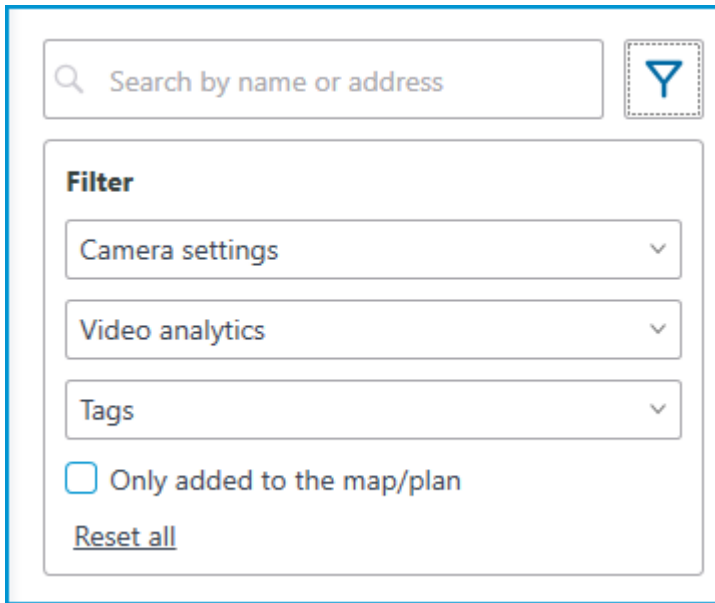 Search by name or address
Filter
Camera settings
Video analytics
Tags
Only added to the map/plan
Reset all